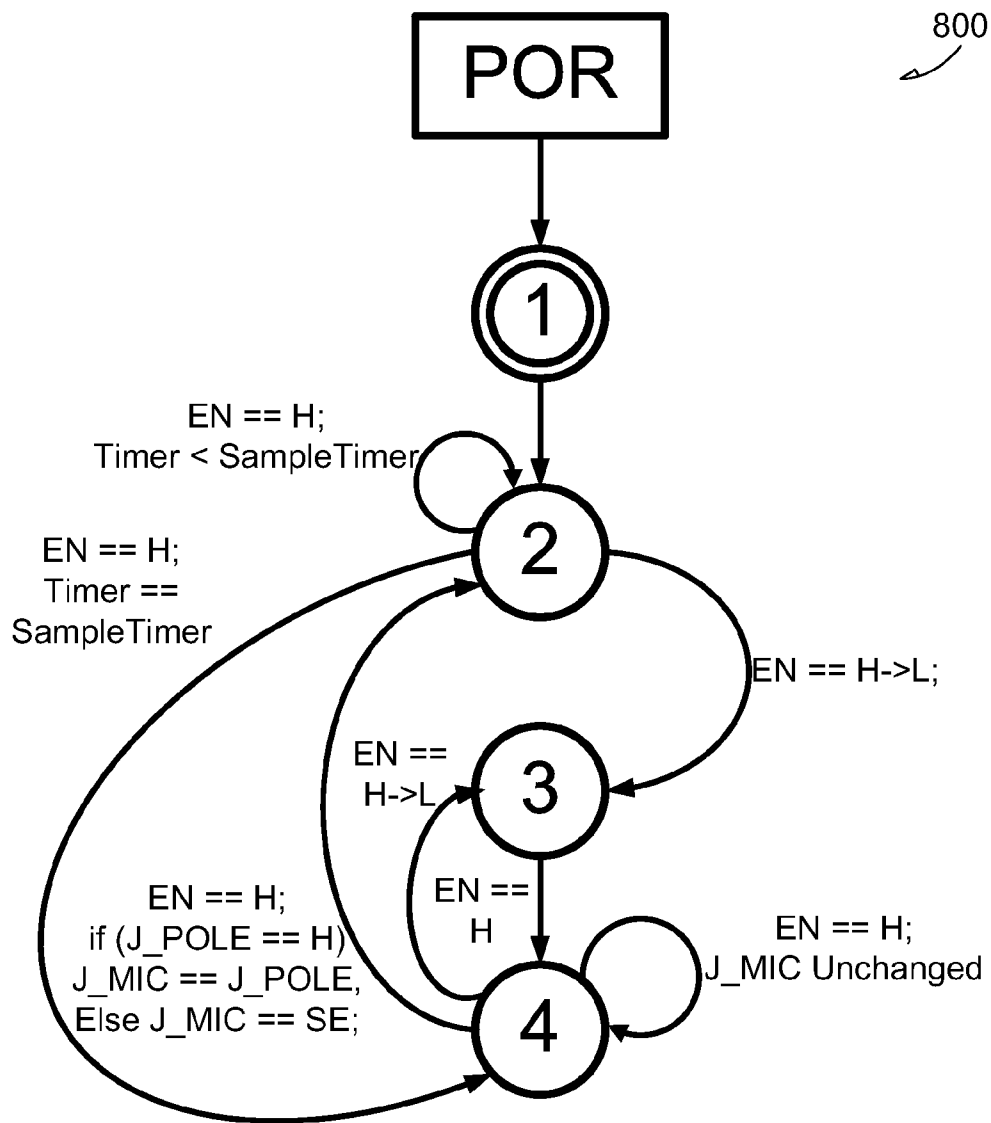 800
POR
1
EN == H;
Timer < SampleTimer
2
EN == H;
Timer ==
SampleTimer
EN == H->L;
EN ==
H->L
3
EN ==
H
EN == H;
if (J_POLE == H)
J_MIC == J_POLE,
Else J_MIC == SE;
EN == H;
J_MIC Unchanged
4